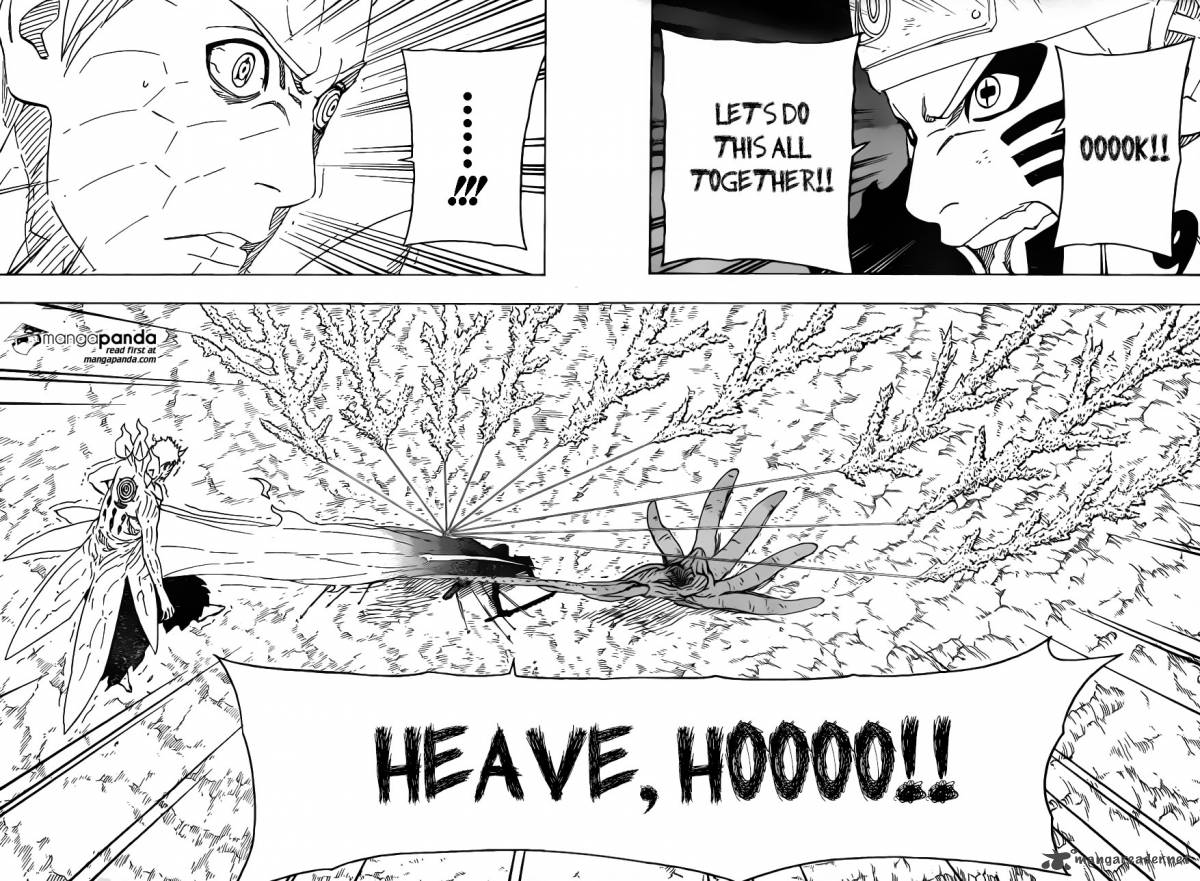 OOOOK!!
LET'S DO
THIS ALL
TOGETHER!!
......!!!
mangapanda
read first at
mangapanda.com
HEAVE, HOOOO!!
mangareader.net